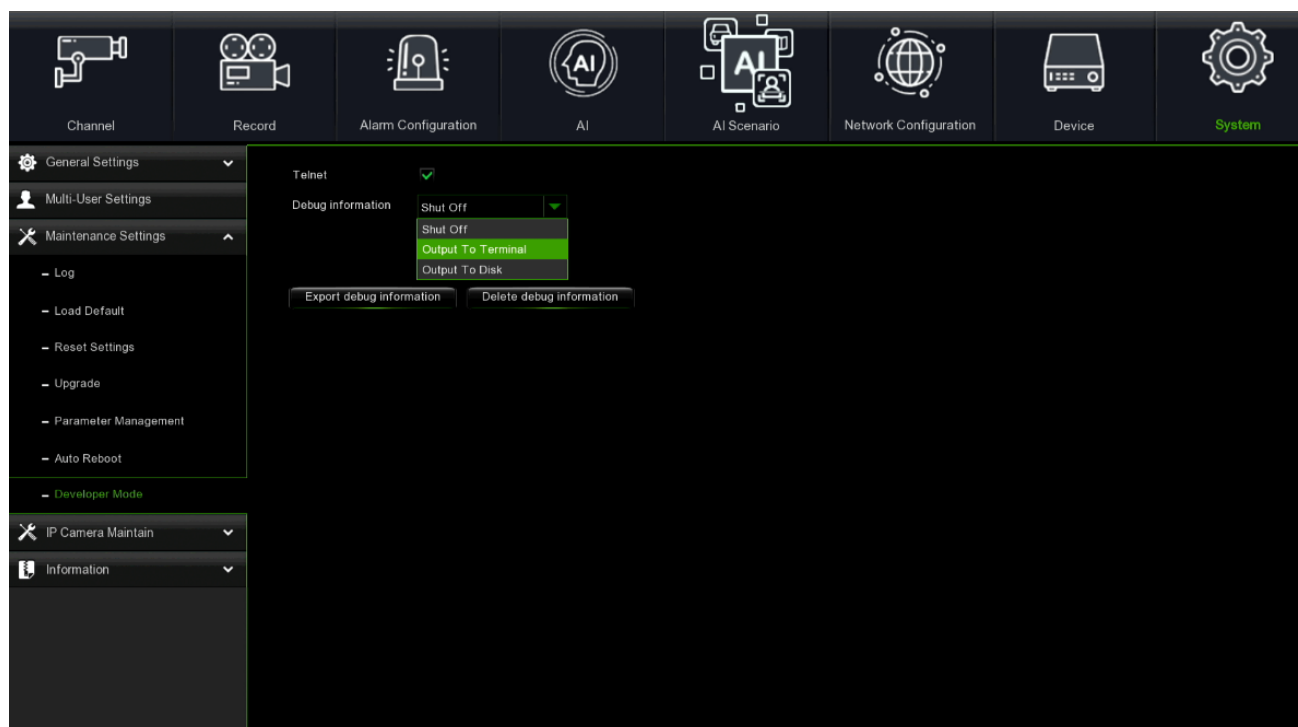 Channel
Record
Alarm Configuration
AI
AI Scenario
Network Configuration
Device
System
General Settings
Multi-User Settings
Maintenance Settings
Log
Load Default
Reset Settings
Upgrade
Parameter Management
Auto Reboot
Developer Mode
IP Camera Maintain
Information
Telnet
Debug information
Shut Off
Shut Off
Output To Terminal
Output To Disk
Export debug information
Delete debug information